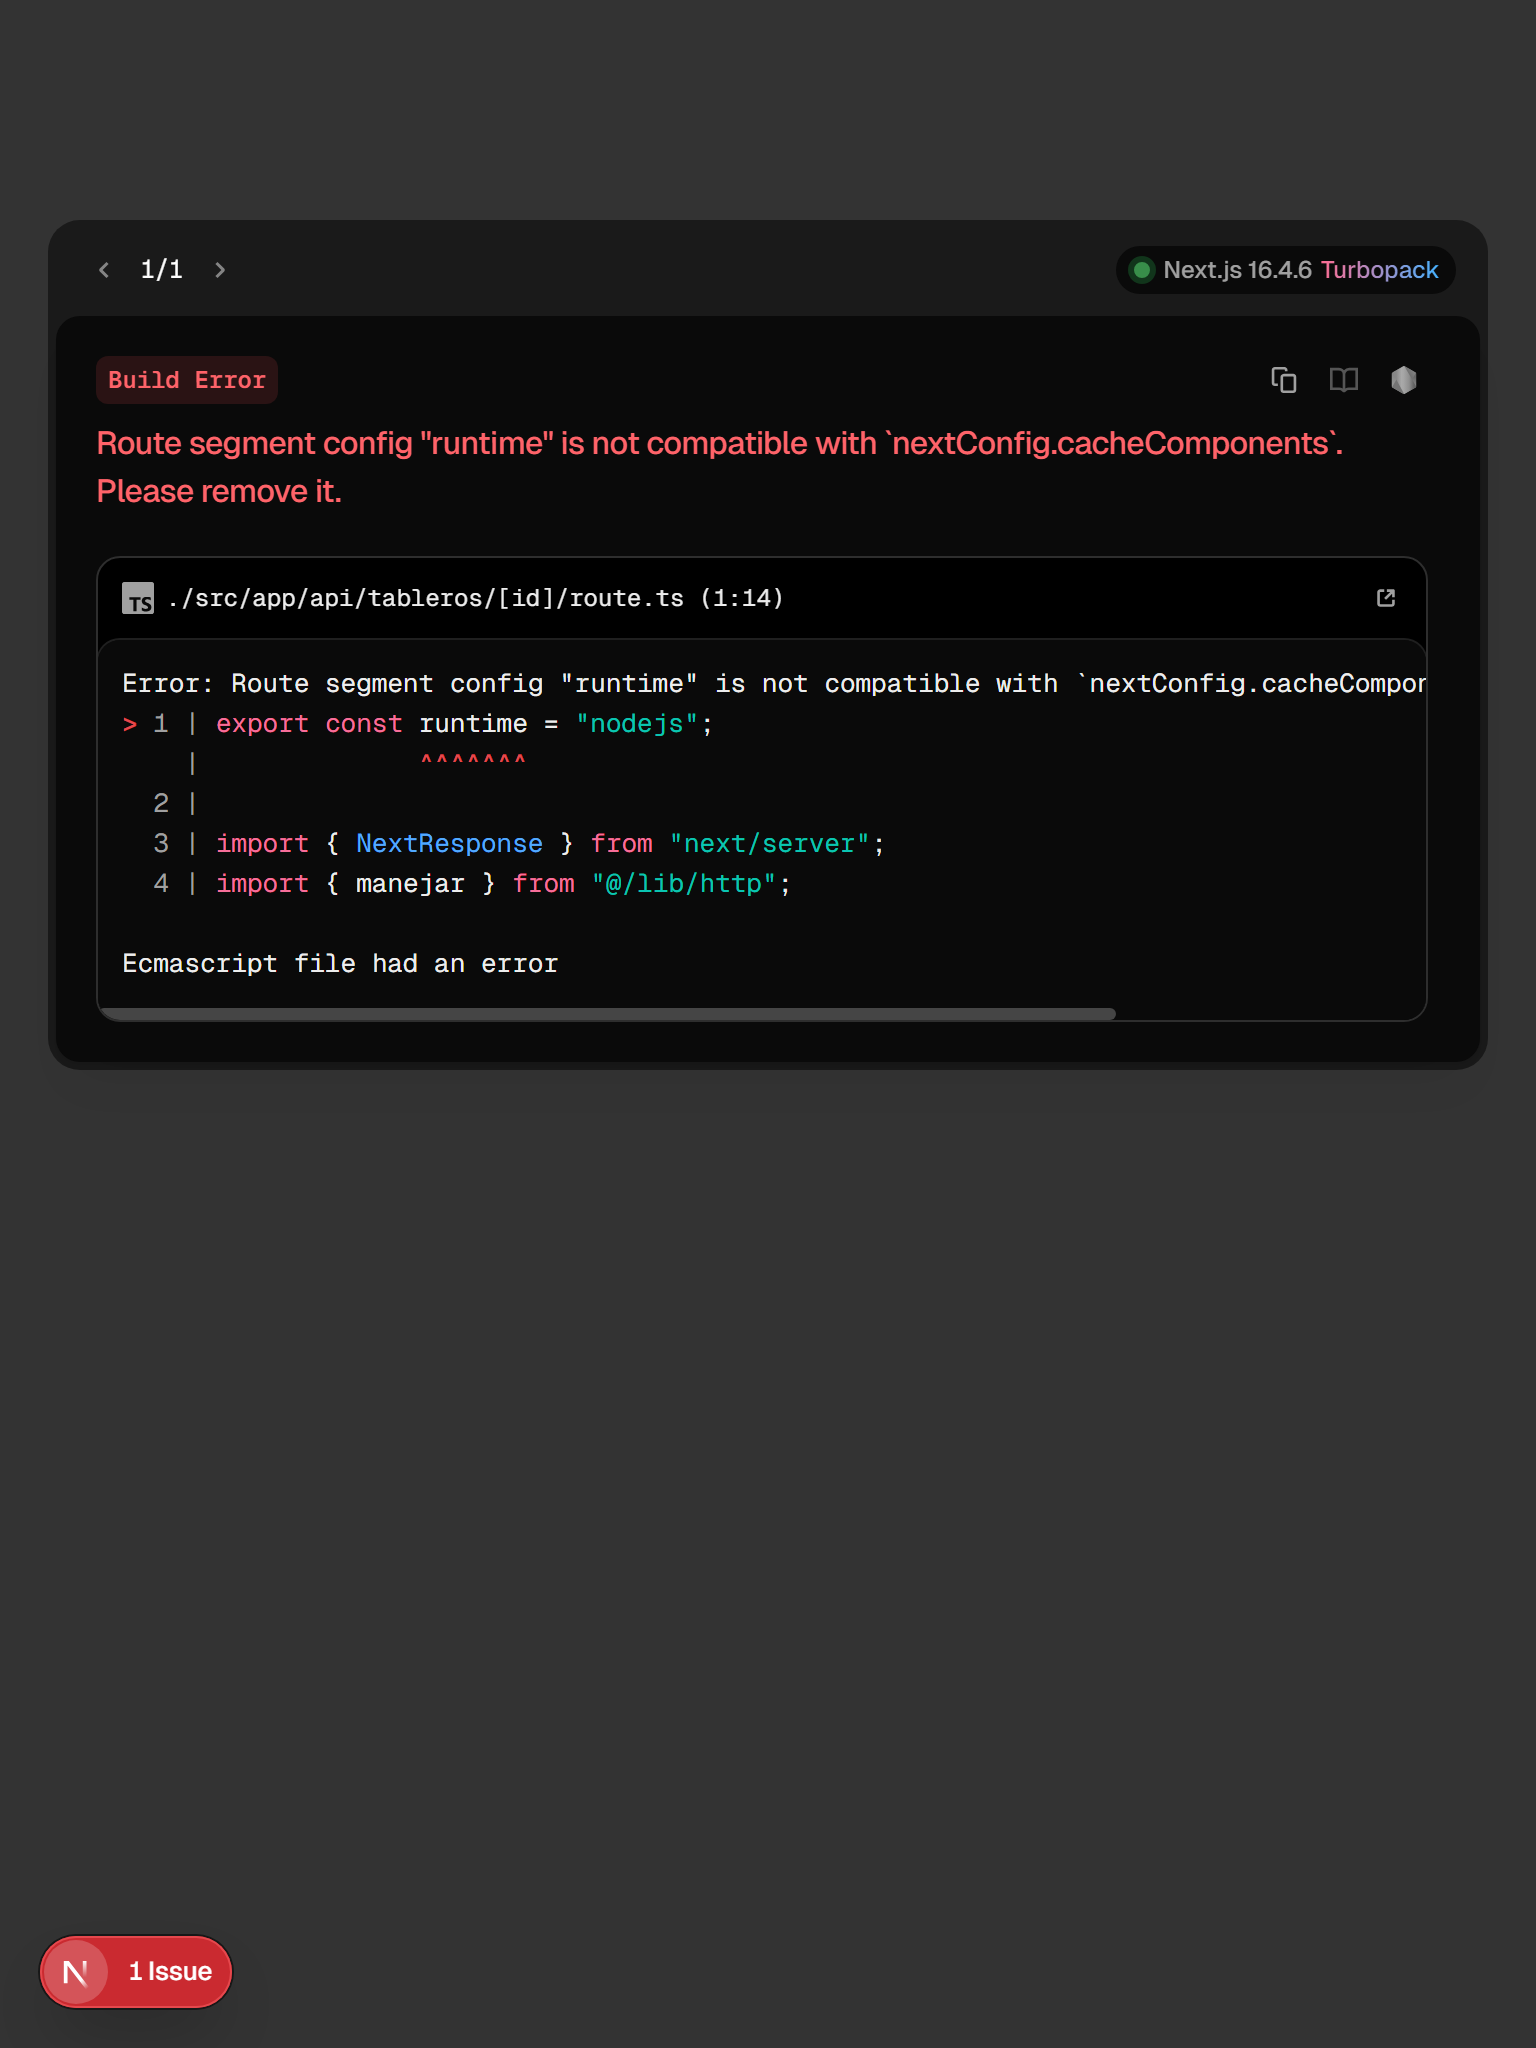 1/1
Next.js 16.4.6 Turbopack
Build Error
Route segment config "runtime" is not compatible with `nextConfig.cacheComponents`.
Please remove it.
TS ./src/app/api/tableros/[id]/route.ts (1:14)
Error: Route segment config "runtime" is not compatible with `nextConfig.cacheCompon
> 1 | export const runtime = "nodejs";
    |              ^^^^^^^
  2 |
  3 | import { NextResponse } from "next/server";
  4 | import { manejar } from "@/lib/http";
Ecmascript file had an error
N 1 Issue